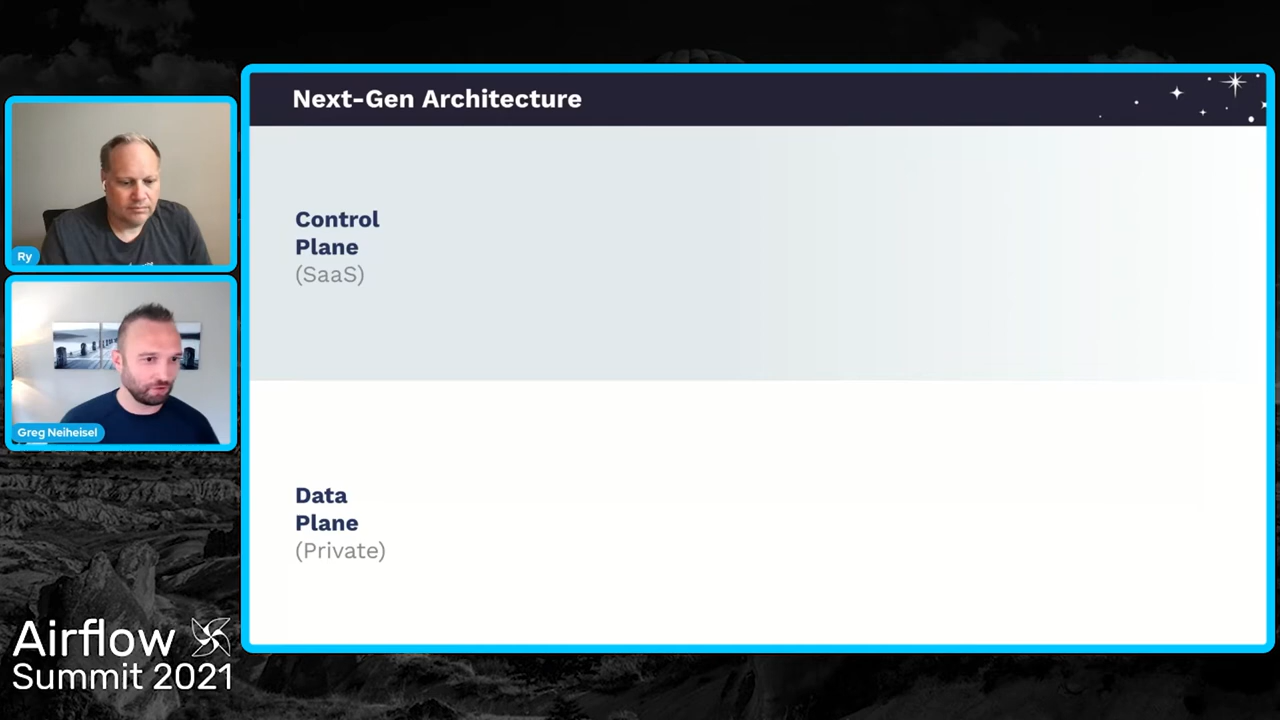 Next-Gen Architecture
Control
Plane
(SaaS)
Data
Plane
(Private)
Ry
Greg Neiheisel
Airflow
Summit 2021